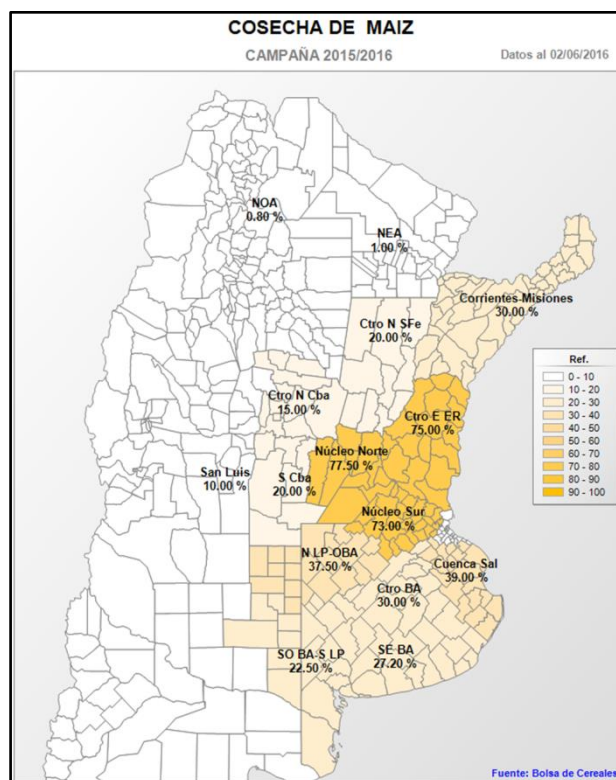 COSECHA DE MAIZ
CAMPAÑA 2015/2016
Datos al 02/06/2016
NOA
0.80 %
NEA
1.00 %
Corrientes-Misiones
30.00 %
Ctro N SFe
20.00 %
Ctro N Cba
15.00 %
Ctro E ER
75.00 %
Núcleo Norte
77.50 %
San Luis
10.00 %
S Cba
20.00 %
Núcleo Sur
73.00 %
N LP-OBA
37.50 %
Cuenca Sal
39.00 %
Ctro BA
30.00 %
SO BA-S LP
22.50 %
SE BA
27.20 %
Ref.
0 - 10
10 - 20
20 - 30
30 - 40
40 - 50
50 - 60
60 - 70
70 - 80
80 - 90
90 - 100
Fuente: Bolsa de Cereales